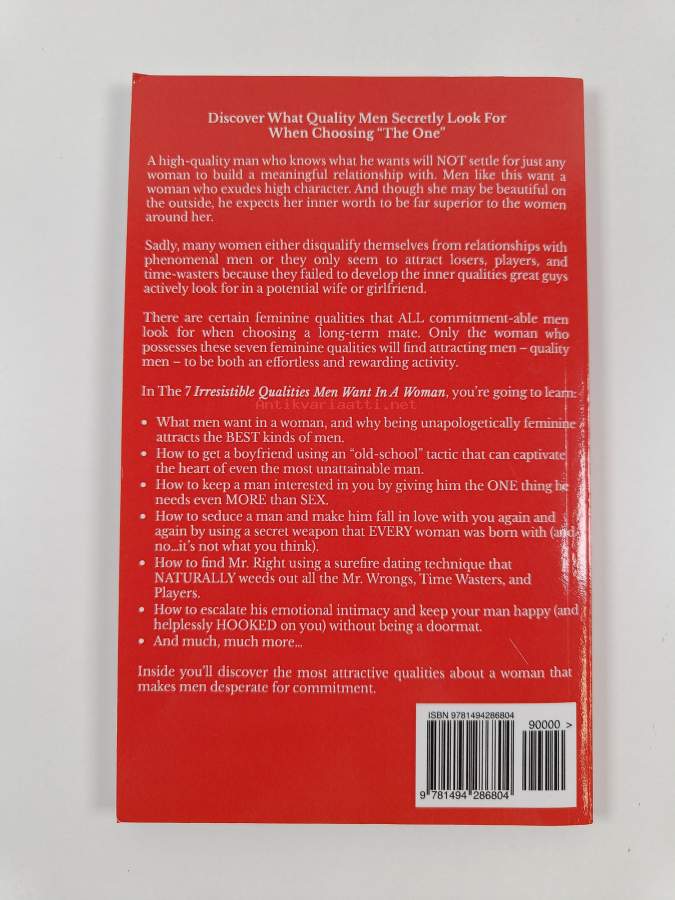 Discover What Quality Men Secretly Look For
When Choosing “The One”
A high-quality man who knows what he wants will NOT settle for just any
woman to build a meaningful relationship with. Men like this want a
woman who exudes high character. And though she may be beautiful on
the outside, he expects her inner worth to be far superior to the women
around her.
Sadly, many women either disqualify themselves from relationships with
phenomenal men or they only seem to attract losers, players, and
time-wasters because they failed to develop the inner qualities great guys
actively look for in a potential wife or girlfriend.
There are certain feminine qualities that ALL commitment-able men
look for when choosing a long-term mate. Only the woman who
possesses these seven feminine qualities will find attracting men – quality
men – to be both an effortless and rewarding activity.
In The 7 Irresistible Qualities Men Want In A Woman, you’re going to learn:
Antikvariaatti.net
• What men want in a woman, and why being unapologetically feminine
attracts the BEST kinds of men.
• How to get a boyfriend using an “old-school” tactic that can captivate
the heart of even the most unattainable man.
• How to keep a man interested in you by giving him the ONE thing he
needs even MORE than SEX.
• How to seduce a man and make him fall in love with you again and
again by using a secret weapon that EVERY woman was born with (and
no…it’s not what you think).
• How to find Mr. Right using a surefire dating technique that
NATURALLY weeds out all the Mr. Wrongs, Time Wasters, and
Players.
• How to escalate his emotional intimacy and keep your man happy (and
helplessly HOOKED on you) without being a doormat.
• And much, much more…
Inside you’ll discover the most attractive qualities about a woman that
makes men desperate for commitment.
ISBN 9781494286804
90000 >
9 781494 286804